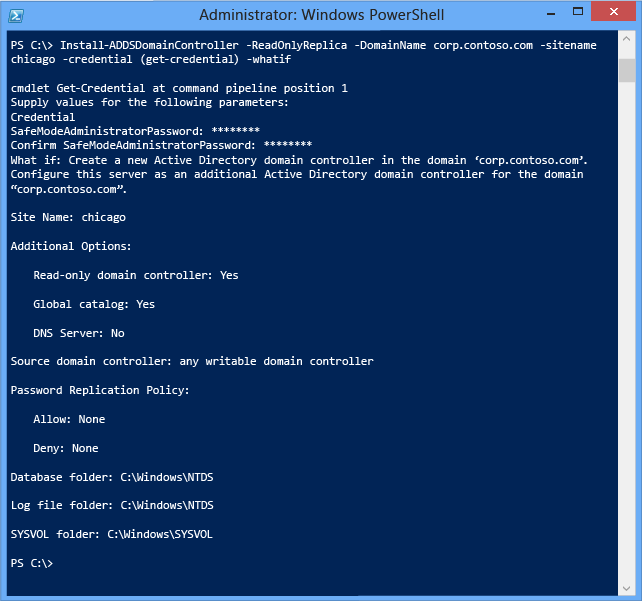 Administrator: Windows PowerShell
PS C:\> Install-ADDSDomainController -ReadOnlyReplica -DomainName corp.contoso.com -sitename
chicago -credential (get-credential) -whatif
cmdlet Get-Credential at command pipeline position 1
Supply values for the following parameters:
Credential
SafeModeAdministratorPassword: ********
Confirm SafeModeAdministratorPassword: ********
What if: Create a new Active Directory domain controller in the domain ‘corp.contoso.com’.
Configure this server as an additional Active Directory domain controller for the domain
“corp.contoso.com”.
Site Name: chicago
Additional Options:
Read-only domain controller: Yes
Global catalog: Yes
DNS Server: No
Source domain controller: any writable domain controller
Password Replication Policy:
Allow: None
Deny: None
Database folder: C:\Windows\NTDS
Log file folder: C:\Windows\NTDS
SYSVOL folder: C:\Windows\SYSVOL
PS C:\>